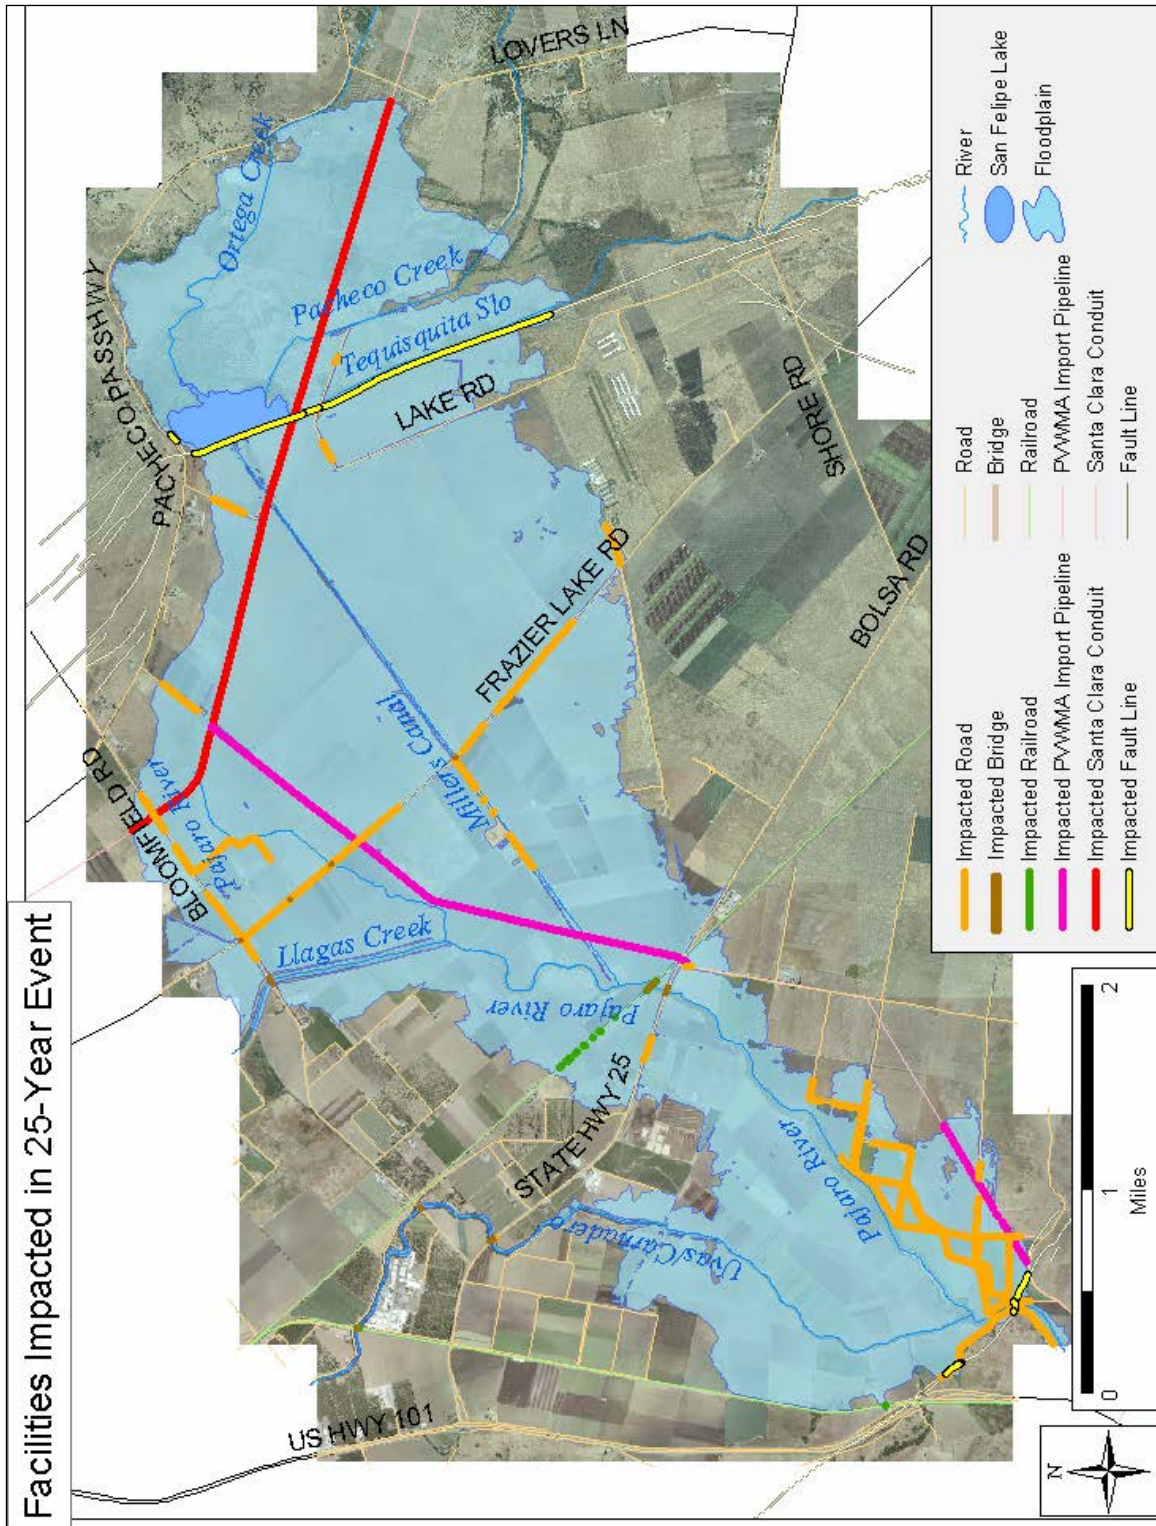 Facilities Impacted in 25-Year Event
US HWY 101
STATE HWY 25
BLOOMFIELD RD
PACHECO PASSH WY
LOVERS LN
LAKE RD
FRAZIER LAKE RD
SHORE RD
BOLSA RD
Ortega Creek
Pacheco Creek
Tequisquita Slo
Millers Canal
Pajaro River
Pajaro River
Llagas Creek
Pajaro River
Pajaro River
Uvas/Carnadero
N
0
1
2
Miles
Impacted Road
Impacted Bridge
Impacted Railroad
Impacted PVWMA Import Pipeline
Impacted Santa Clara Conduit
Impacted Fault Line
Road
Bridge
Railroad
PVWMA Import Pipeline
Santa Clara Conduit
Fault Line
River
San Felipe Lake
Floodplain